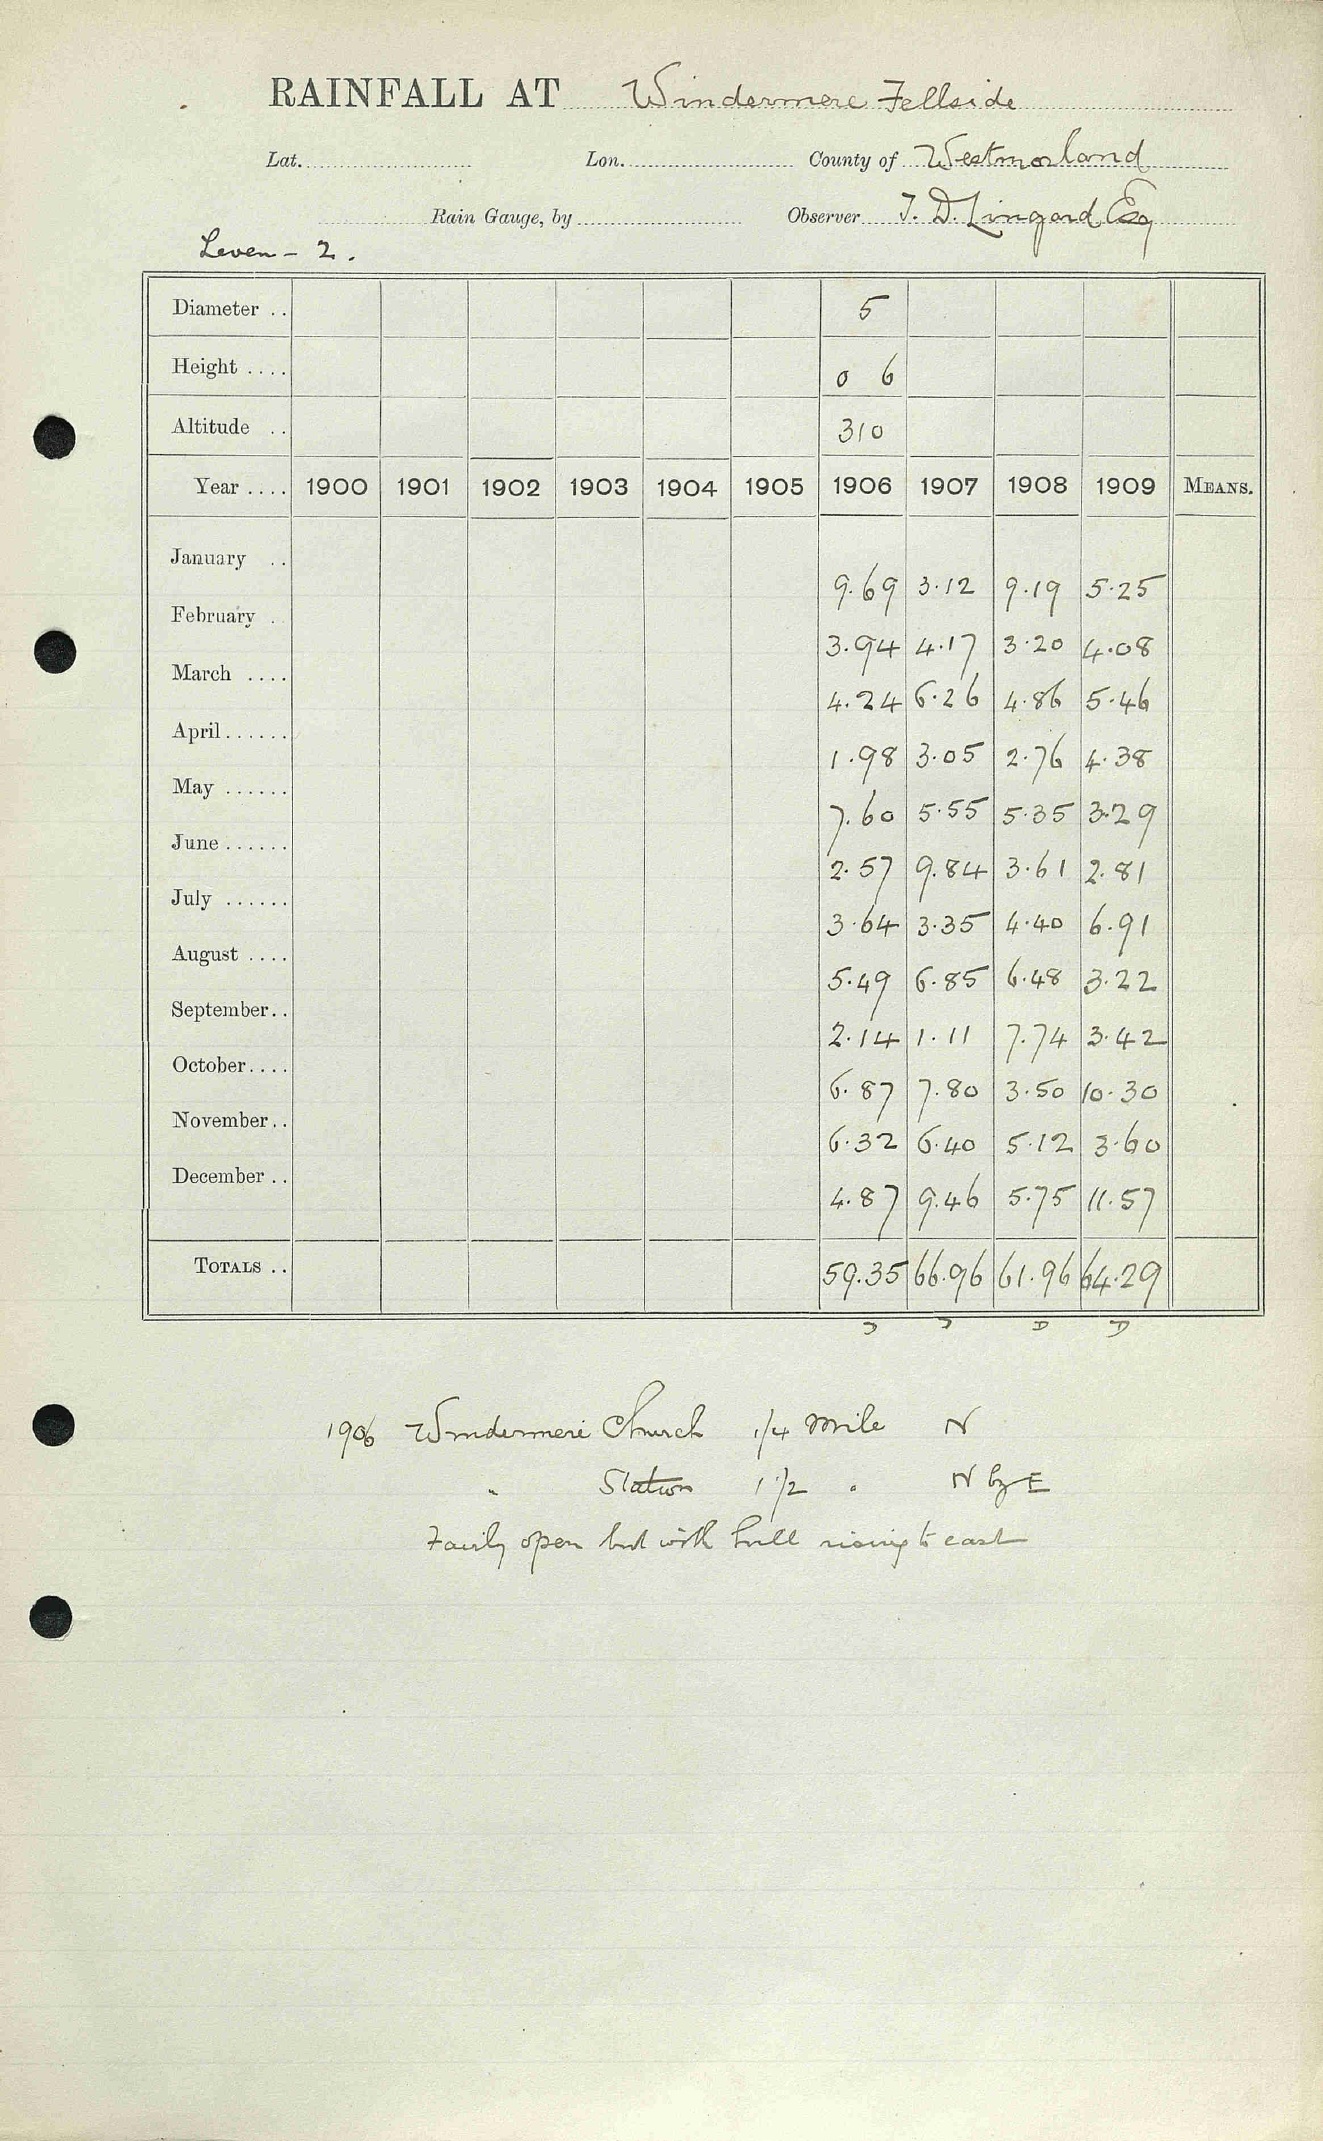 RAINFALL AT Windermere Fellside
Lat. Lon. County of Westmorland
Rain Gauge, by Observer T. D. Lingard Esq
Leven - 2.
Diameter .. 5
Height .... 0 6
Altitude .. 310
Year .... 1900 1901 1902 1903 1904 1905 1906 1907 1908 1909 MEANS.
January .. 9.69 3.12 9.19 5.25
February . 3.94 4.17 3.20 4.08
March .... 4.24 6.26 4.86 5.46
April ...... 1.98 3.05 2.76 4.38
May ...... 7.60 5.55 5.35 3.29
June ...... 2.57 9.84 3.61 2.81
July ...... 3.64 3.35 4.40 6.91
August .... 5.49 6.85 6.48 3.22
September.. 2.14 1.11 7.74 3.42
October.... 6.87 7.80 3.50 10.30
November.. 6.32 6.40 5.12 3.60
December .. 4.87 9.46 5.75 11.57
TOTALS .. 59.35 66.96 61.96 64.29
D D
1906 Windermere Church 1/4 mile N
" Station 1 1/2 " N by E
Fairly open but with hill rising to east